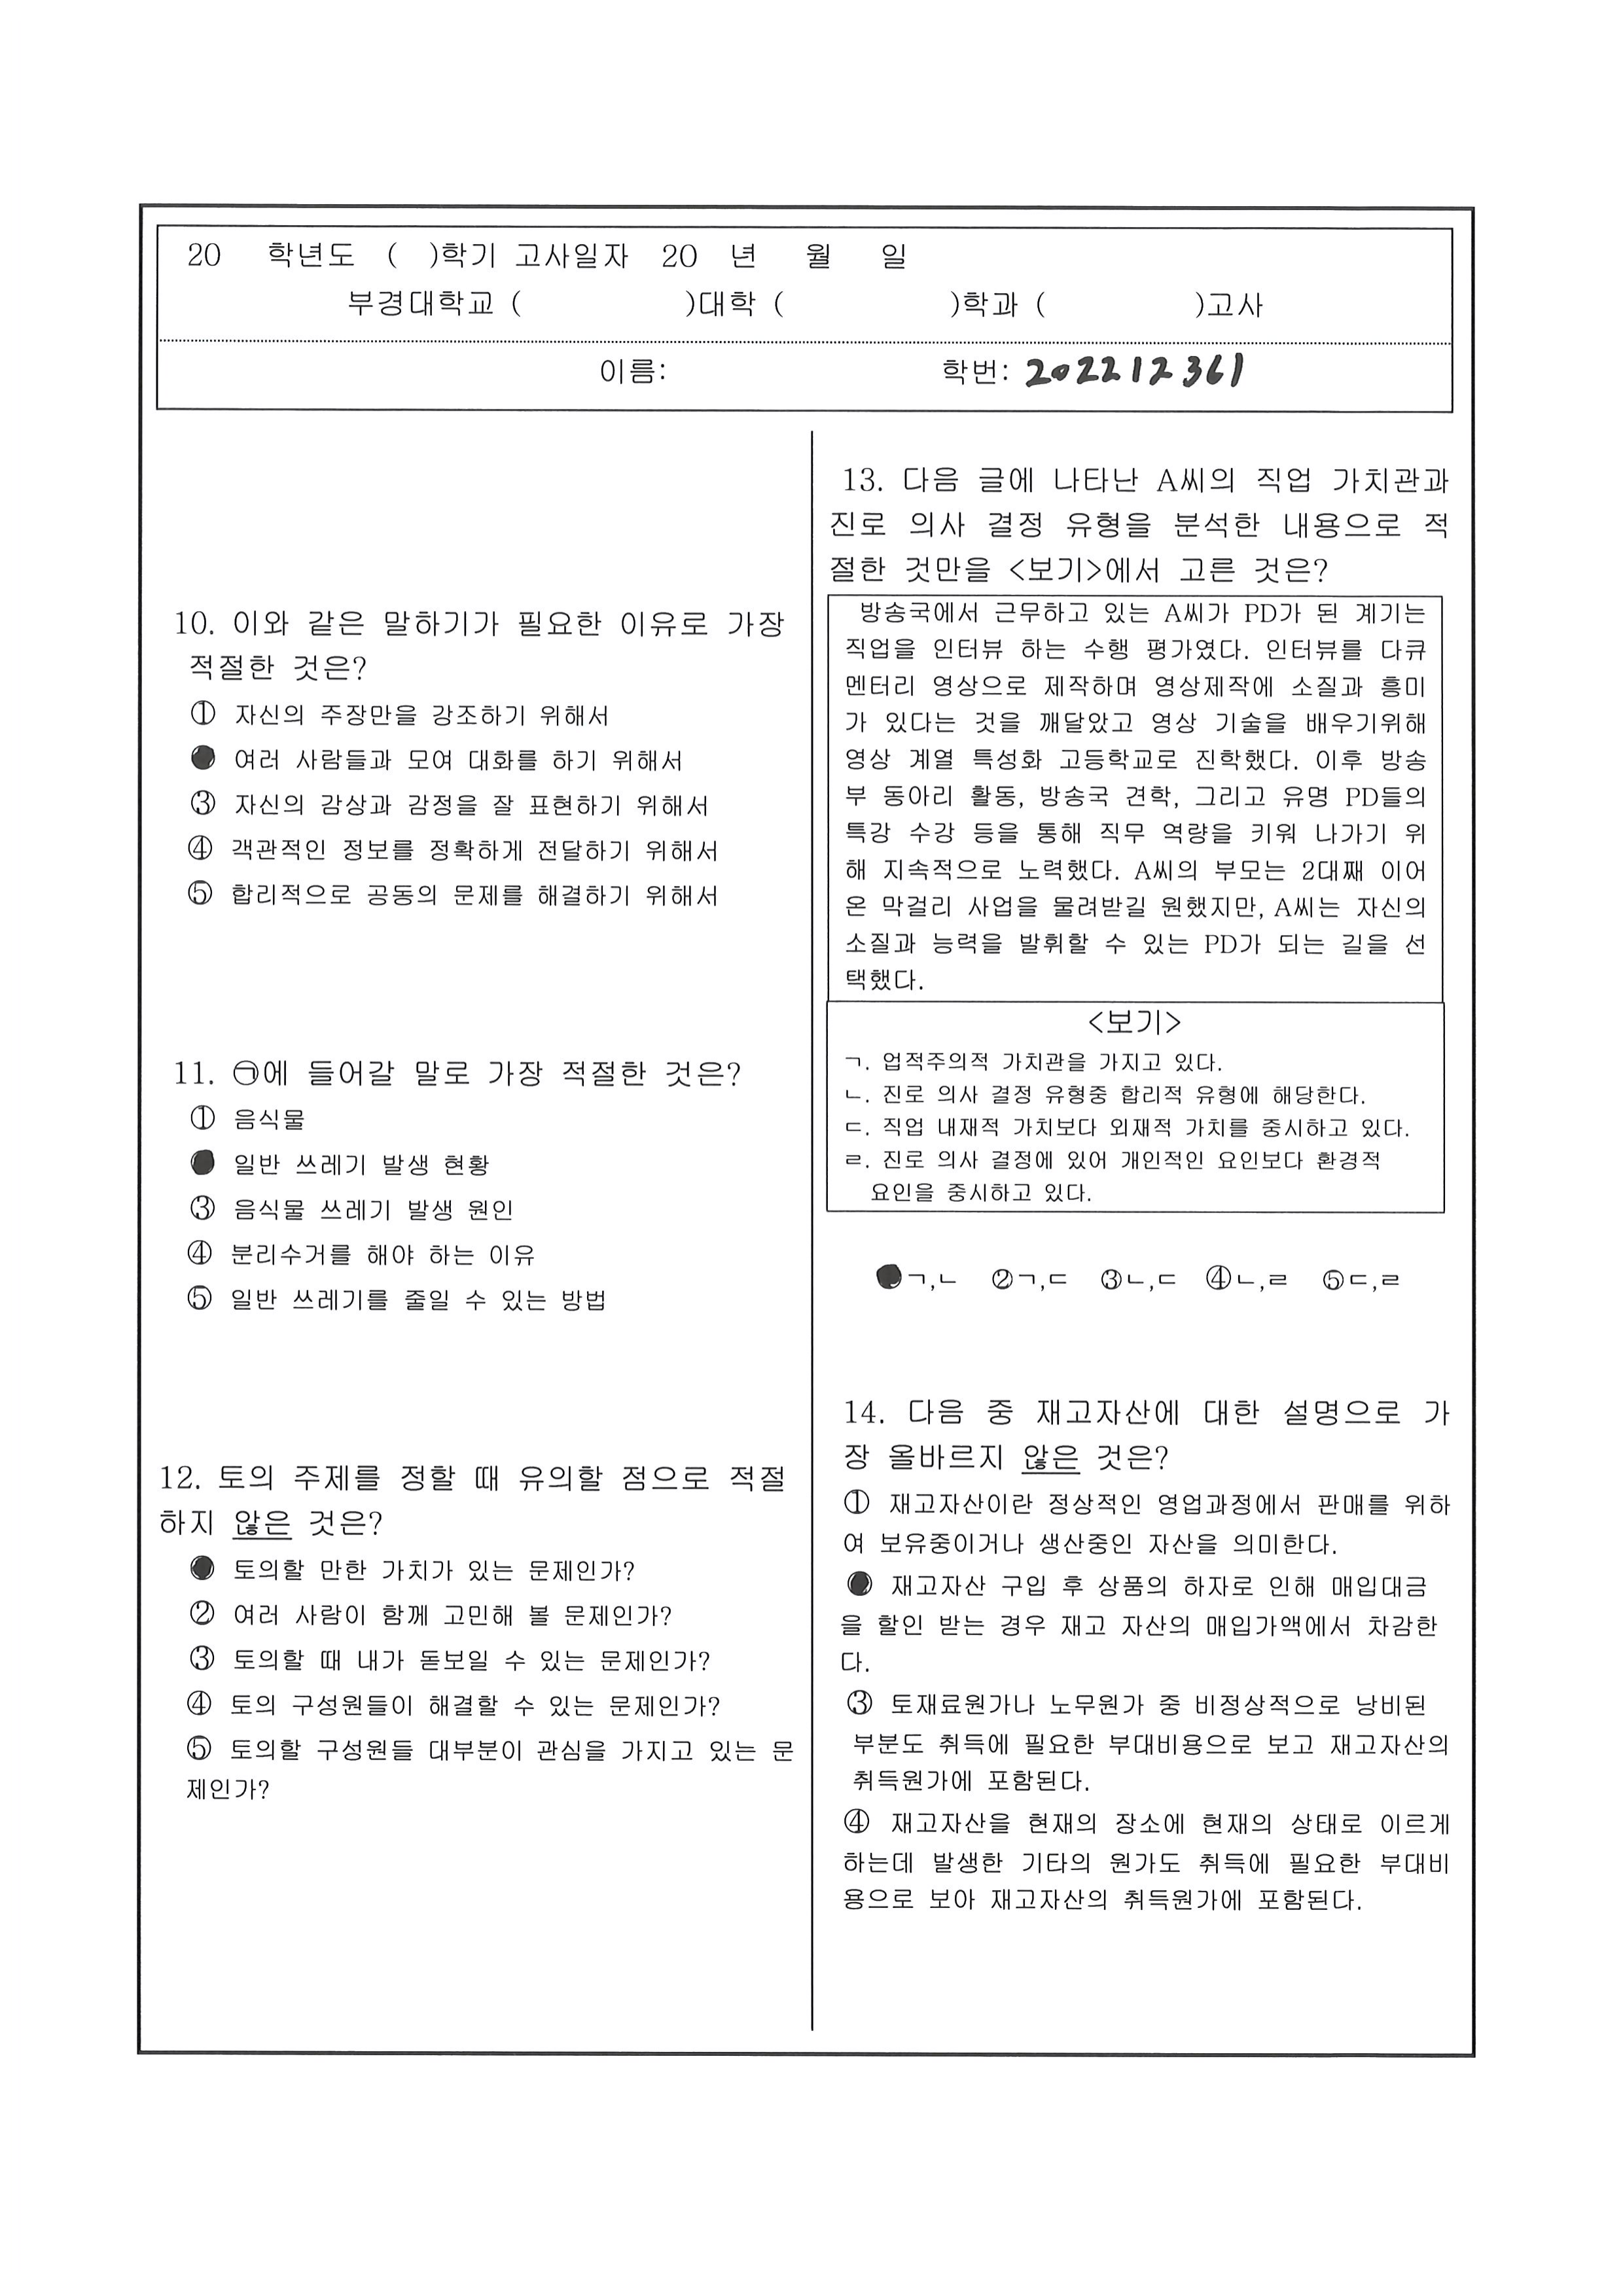 20 학년도 ( )학기 고사일자 20 년 월 일
부경대학교 ( )대학 ( )학과 ( )고사
이름: 학번: 202212361
10. 이와 같은 말하기가 필요한 이유로 가장
적절한 것은?
① 자신의 주장만을 강조하기 위해서
● 여러 사람들과 모여 대화를 하기 위해서
③ 자신의 감상과 감정을 잘 표현하기 위해서
④ 객관적인 정보를 정확하게 전달하기 위해서
⑤ 합리적으로 공동의 문제를 해결하기 위해서
11. ㉠에 들어갈 말로 가장 적절한 것은?
① 음식물
● 일반 쓰레기 발생 현황
③ 음식물 쓰레기 발생 원인
④ 분리수거를 해야 하는 이유
⑤ 일반 쓰레기를 줄일 수 있는 방법
12. 토의 주제를 정할 때 유의할 점으로 적절
하지 않은 것은?
● 토의할 만한 가치가 있는 문제인가?
② 여러 사람이 함께 고민해 볼 문제인가?
③ 토의할 때 내가 돋보일 수 있는 문제인가?
④ 토의 구성원들이 해결할 수 있는 문제인가?
⑤ 토의할 구성원들 대부분이 관심을 가지고 있는 문
제인가?
13. 다음 글에 나타난 A씨의 직업 가치관과
진로 의사 결정 유형을 분석한 내용으로 적
절한 것만을 <보기>에서 고른 것은?
방송국에서 근무하고 있는 A씨가 PD가 된 계기는
직업을 인터뷰 하는 수행 평가였다. 인터뷰를 다큐
멘터리 영상으로 제작하며 영상제작에 소질과 흥미
가 있다는 것을 깨달았고 영상 기술을 배우기위해
영상 계열 특성화 고등학교로 진학했다. 이후 방송
부 동아리 활동, 방송국 견학, 그리고 유명 PD들의
특강 수강 등을 통해 직무 역량을 키워 나가기 위
해 지속적으로 노력했다. A씨의 부모는 2대째 이어
온 막걸리 사업을 물려받길 원했지만, A씨는 자신의
소질과 능력을 발휘할 수 있는 PD가 되는 길을 선
택했다.
<보기>
ㄱ. 업적주의적 가치관을 가지고 있다.
ㄴ. 진로 의사 결정 유형중 합리적 유형에 해당한다.
ㄷ. 직업 내재적 가치보다 외재적 가치를 중시하고 있다.
ㄹ. 진로 의사 결정에 있어 개인적인 요인보다 환경적
요인을 중시하고 있다.
●ㄱ,ㄴ ②ㄱ,ㄷ ③ㄴ,ㄷ ④ㄴ,ㄹ ⑤ㄷ,ㄹ
14. 다음 중 재고자산에 대한 설명으로 가
장 올바르지 않은 것은?
① 재고자산이란 정상적인 영업과정에서 판매를 위하
여 보유중이거나 생산중인 자산을 의미한다.
● 재고자산 구입 후 상품의 하자로 인해 매입대금
을 할인 받는 경우 재고 자산의 매입가액에서 차감한
다.
③ 토재료원가나 노무원가 중 비정상적으로 낭비된
부분도 취득에 필요한 부대비용으로 보고 재고자산의
취득원가에 포함된다.
④ 재고자산을 현재의 장소에 현재의 상태로 이르게
하는데 발생한 기타의 원가도 취득에 필요한 부대비
용으로 보아 재고자산의 취득원가에 포함된다.